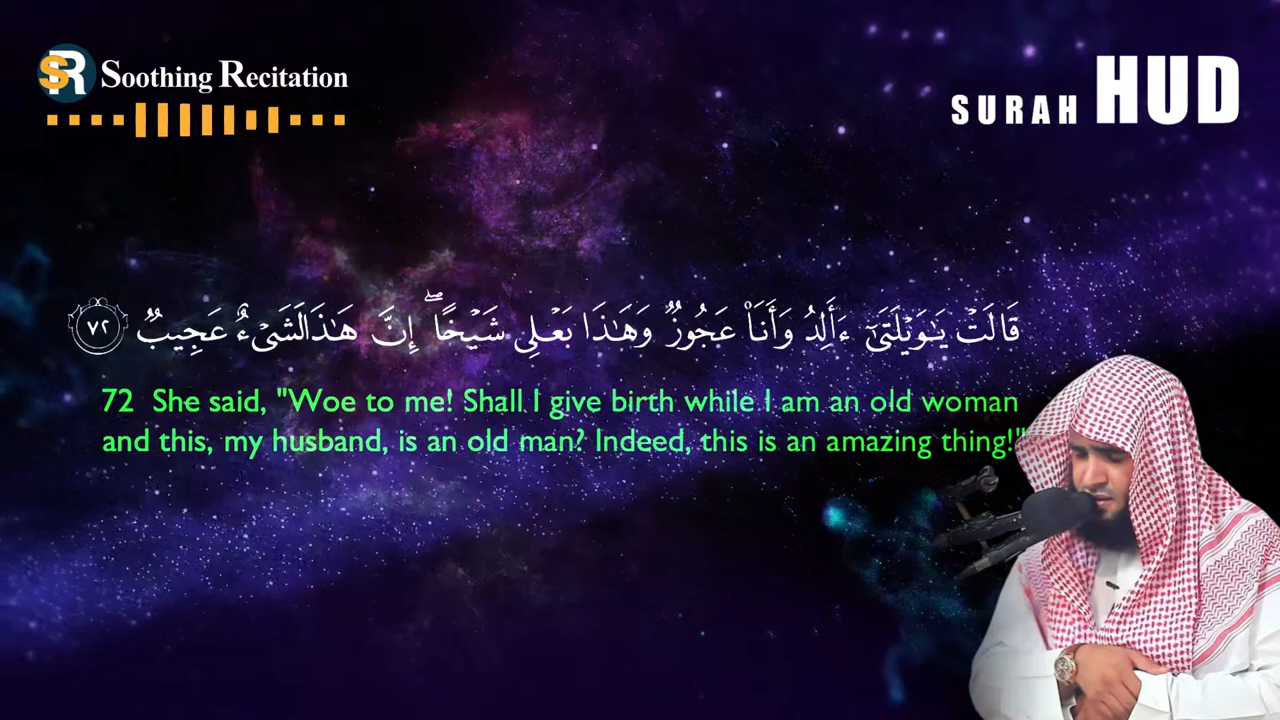 SR Soothing Recitation
SURAH HUD
قَالَتۡ يَٰوَيۡلَتَىٰٓ ءَأَلِدُ وَأَنَا۠ عَجُوزٞ وَهَٰذَا بَعۡلِي شَيۡخًاۖ إِنَّ هَٰذَا لَشَيۡءٌ عَجِيبٞ ٧٢
72 She said, "Woe to me! Shall I give birth while I am an old woman
and this, my husband, is an old man? Indeed, this is an amazing thing!"